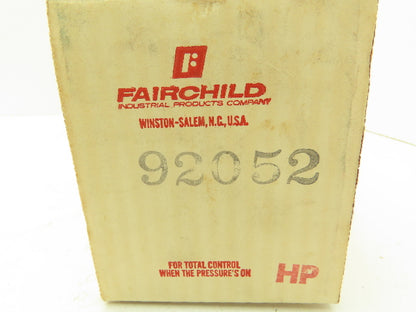 FAIRCHILD
INDUSTRIAL PRODUCTS COMPANY
WINSTON-SALEM, N.C., U.S.A.
92052
FOR TOTAL CONTROL
WHEN THE PRESSURE'S ON
HP